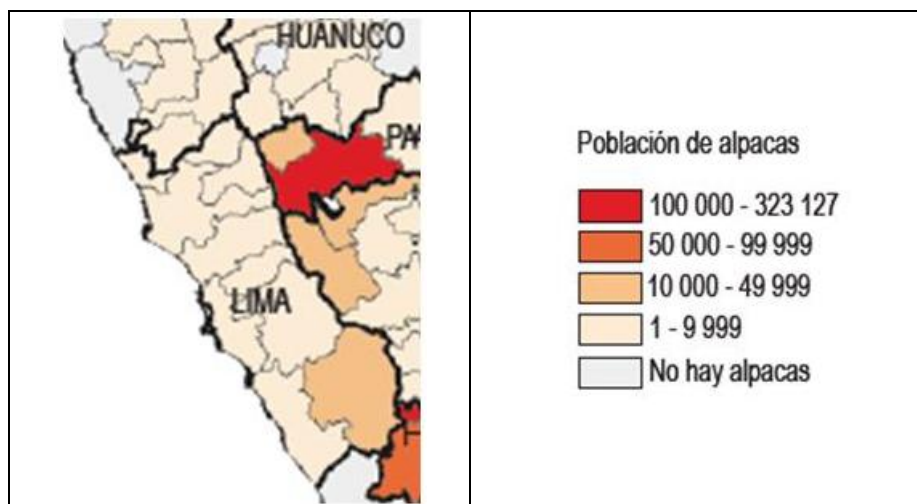 HUANUCO
PA
LIMA
H
Población de alpacas
100 000 - 323 127
50 000 - 99 999
10 000 - 49 999
1 - 9 999
No hay alpacas